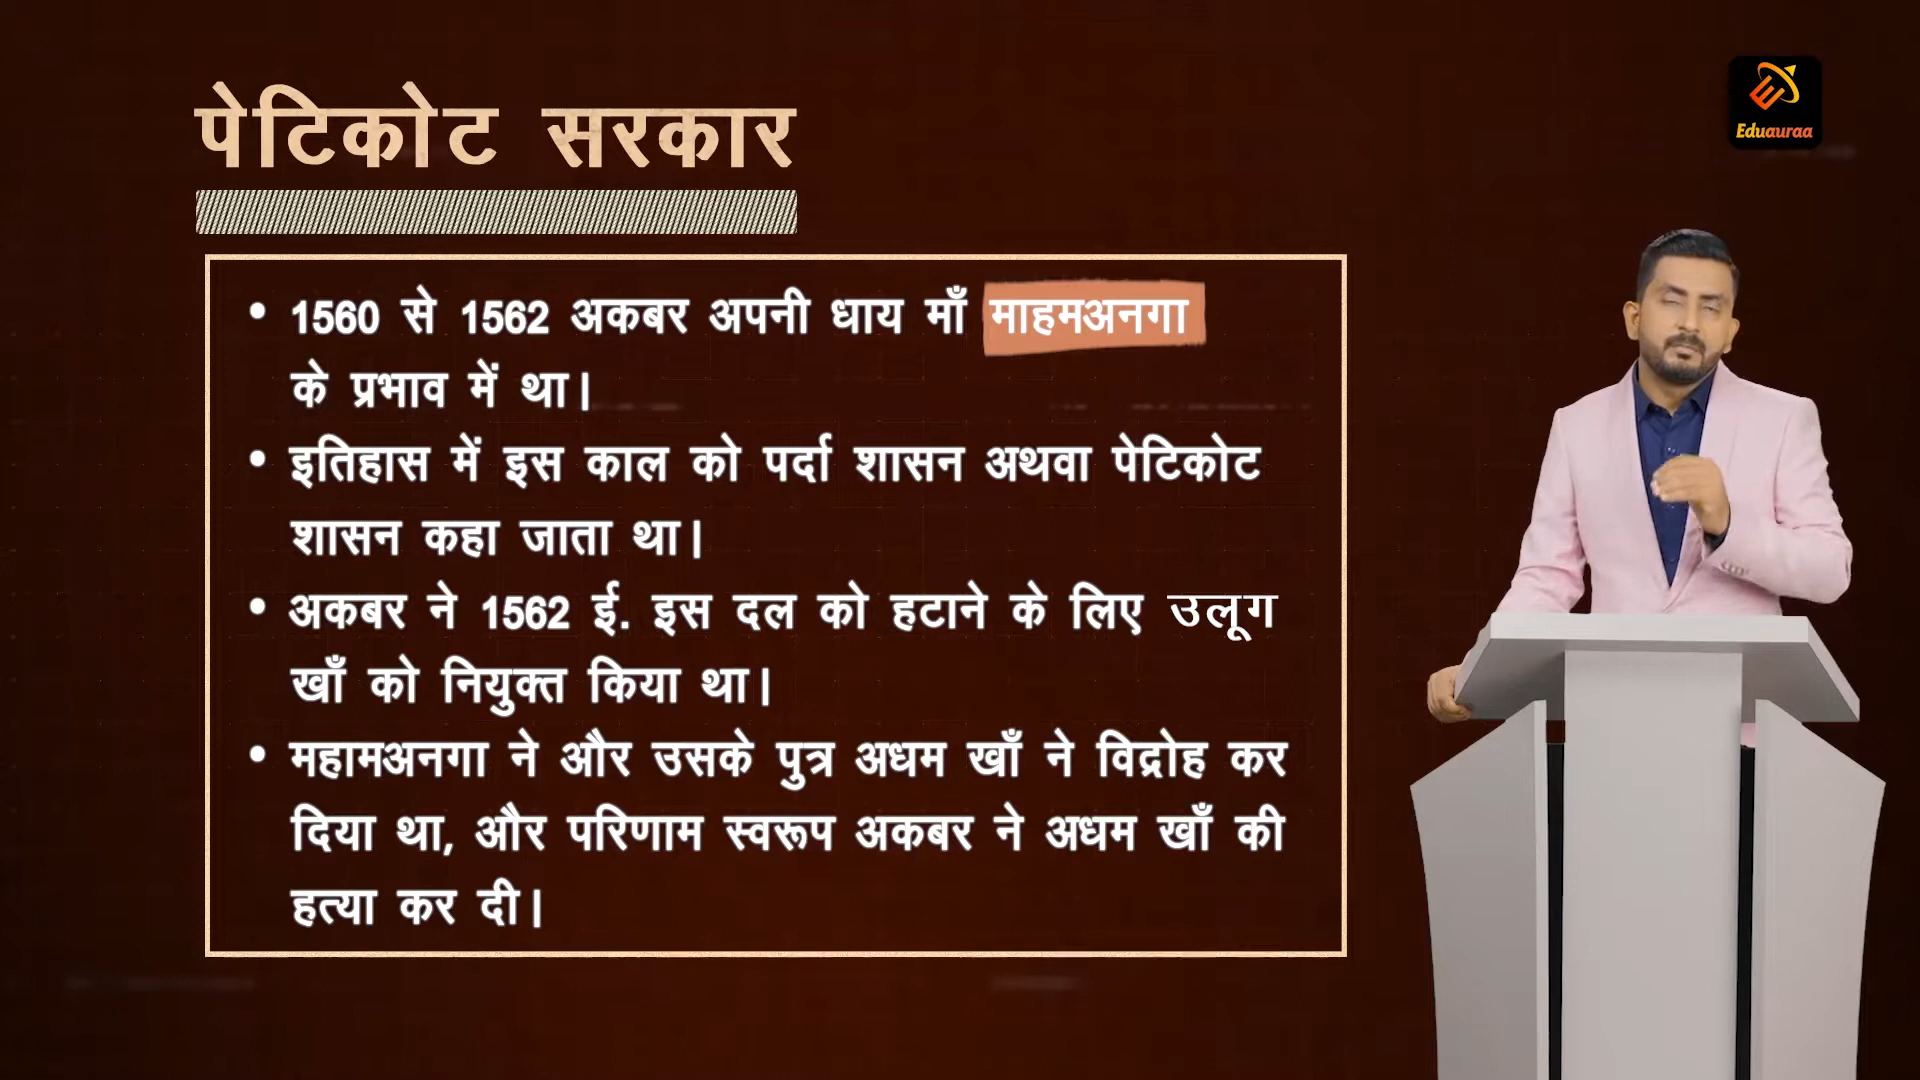 पेटिकोट सरकार
Eduauraa
• 1560 से 1562 अकबर अपनी धाय माँ माहमअनगा
के प्रभाव में था।
• इतिहास में इस काल को पर्दा शासन अथवा पेटिकोट
शासन कहा जाता था।
• अकबर ने 1562 ई. इस दल को हटाने के लिए उलूग
खाँ को नियुक्त किया था।
• महामअनगा ने और उसके पुत्र अधम खाँ ने विद्रोह कर
दिया था, और परिणाम स्वरूप अकबर ने अधम खाँ की
हत्या कर दी।